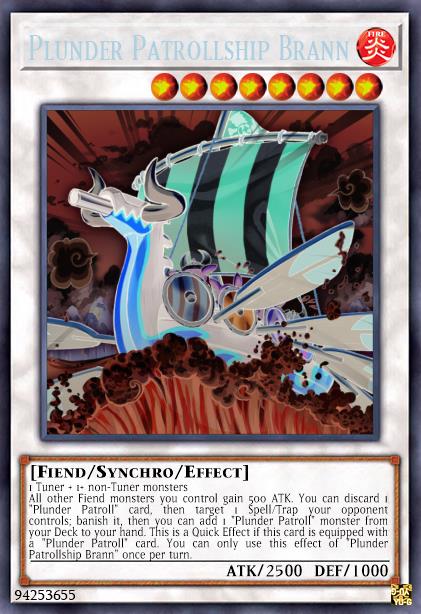 Plunder Patrollship Brann
FIRE
炎
[Fiend/Synchro/Effect]
1 Tuner + 1+ non-Tuner monsters
All other Fiend monsters you control gain 500 ATK. You can discard 1
"Plunder Patroll" card, then target 1 Spell/Trap your opponent
controls; banish it, then you can add 1 "Plunder Patroll" monster from
your Deck to your hand. This is a Quick Effect if this card is equipped
with a "Plunder Patroll" card. You can only use this effect of "Plunder
Patrollship Brann" once per turn.
ATK/2500 DEF/1000
94253655